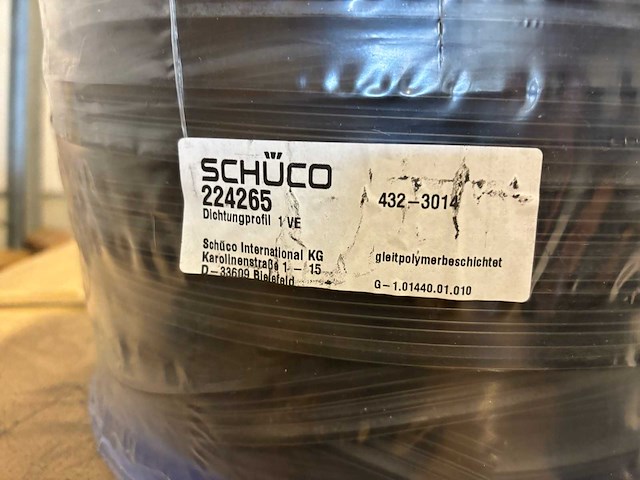 SCHÜCO
224265 432-3014
Dichtungprofil 1 VE
Schüco International KG
Karolinenstraße 1 - 15 gleitpolymerbeschichtet
D-33609 Bielefeld
G-1.01440.01.010